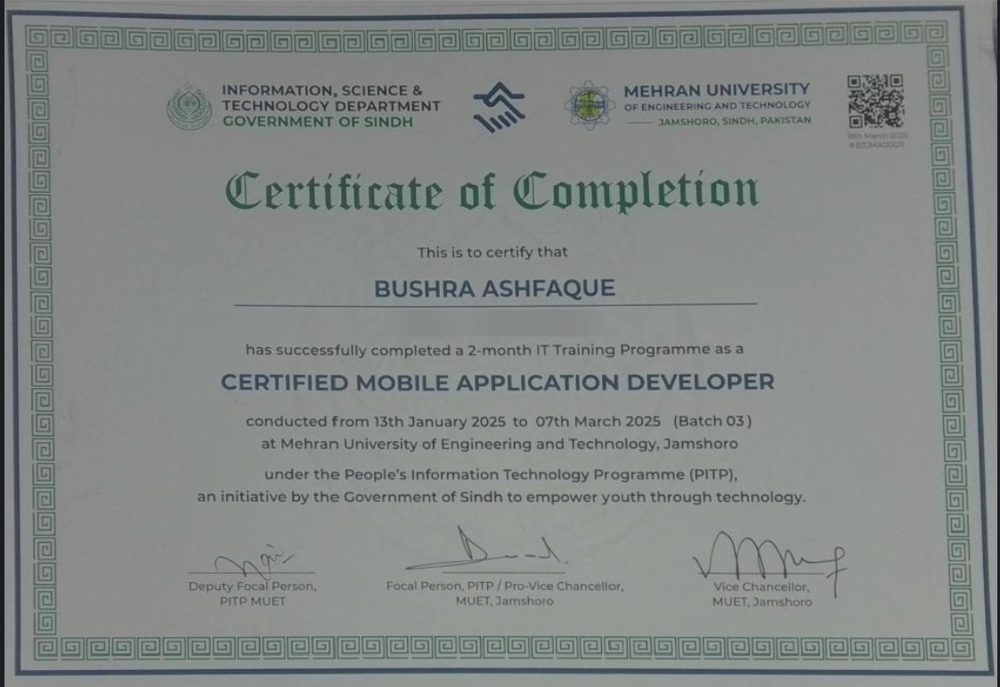 INFORMATION, SCIENCE &
TECHNOLOGY DEPARTMENT
GOVERNMENT OF SINDH
MEHRAN UNIVERSITY
OF ENGINEERING AND TECHNOLOGY
JAMSHORO, SINDH, PAKISTAN
18th March 2025
Certificate of Completion
This is to certify that
BUSHRA ASHFAQUE
has successfully completed a 2-month IT Training Programme as a
CERTIFIED MOBILE APPLICATION DEVELOPER
conducted from 13th January 2025 to 07th March 2025 (Batch 03)
at Mehran University of Engineering and Technology, Jamshoro
under the People's Information Technology Programme (PITP),
an initiative by the Government of Sindh to empower youth through technology.
Deputy Focal Person,
PITP MUET
Focal Person, PITP / Pro-Vice Chancellor,
MUET, Jamshoro
Vice Chancellor,
MUET, Jamshoro